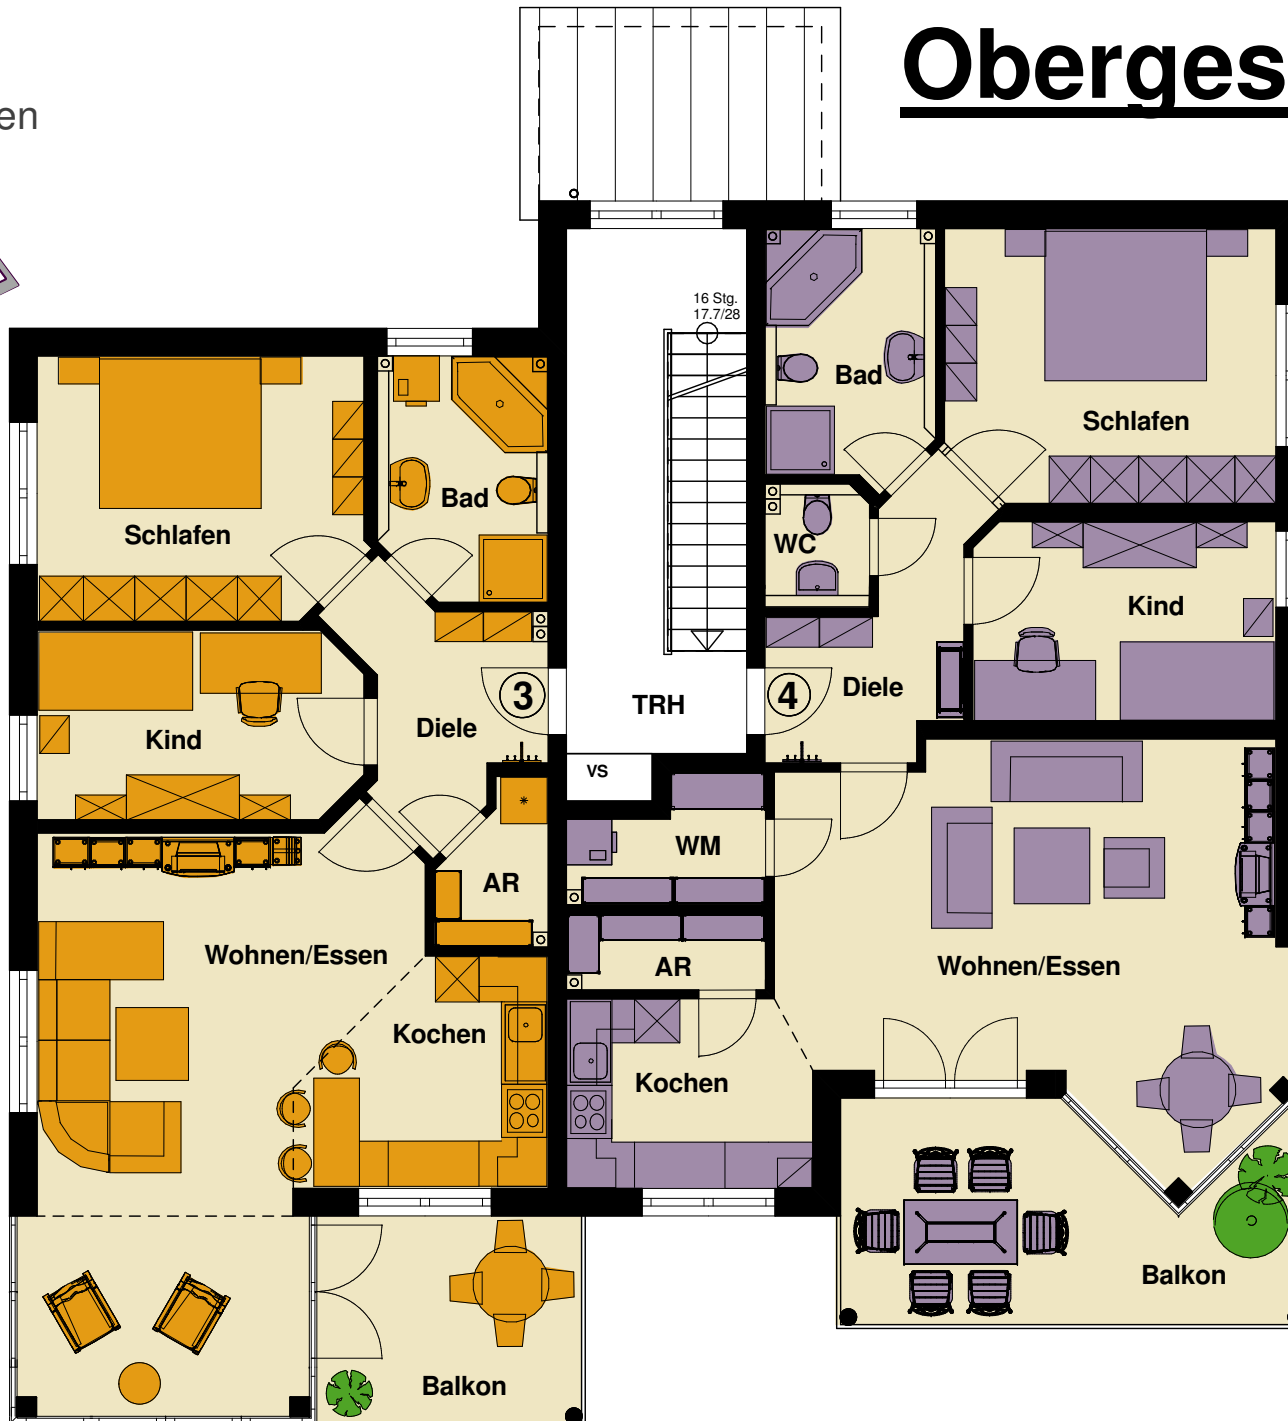 Oberges
en
16 Stg.
17.7/28
Bad
Schlafen
Bad
Schlafen
WC
Kind
Diele
3
TRH
4
Diele
Kind
VS
WM
AR
AR
Wohnen/Essen
Wohnen/Essen
Kochen
Kochen
Balkon
Balkon